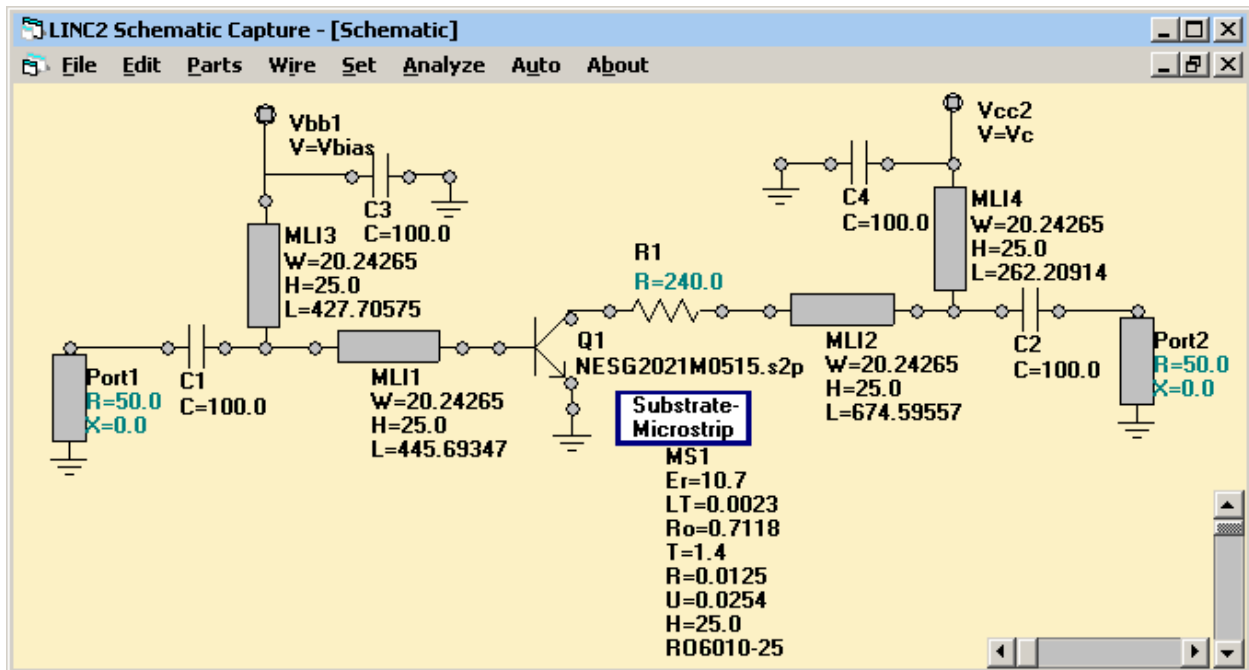 LINC2 Schematic Capture - [Schematic]
File Edit Parts Wire Set Analyze Auto About
Vbb1
V=Vbias
C3
C=100.0
MLI3
W=20.24265
H=25.0
L=427.70575
Vcc2
V=Vc
C4
C=100.0
MLI4
W=20.24265
H=25.0
L=262.20914
R1
R=240.0
Port1
R=50.0
X=0.0
C1
C=100.0
MLI1
W=20.24265
H=25.0
L=445.69347
Q1
NESG2021M0515.s2p
MLI2
W=20.24265
H=25.0
L=674.59557
C2
C=100.0
Port2
R=50.0
X=0.0
Substrate-
Microstrip
MS1
Er=10.7
LT=0.0023
Ro=0.7118
T=1.4
R=0.0125
U=0.0254
H=25.0
RO6010-25